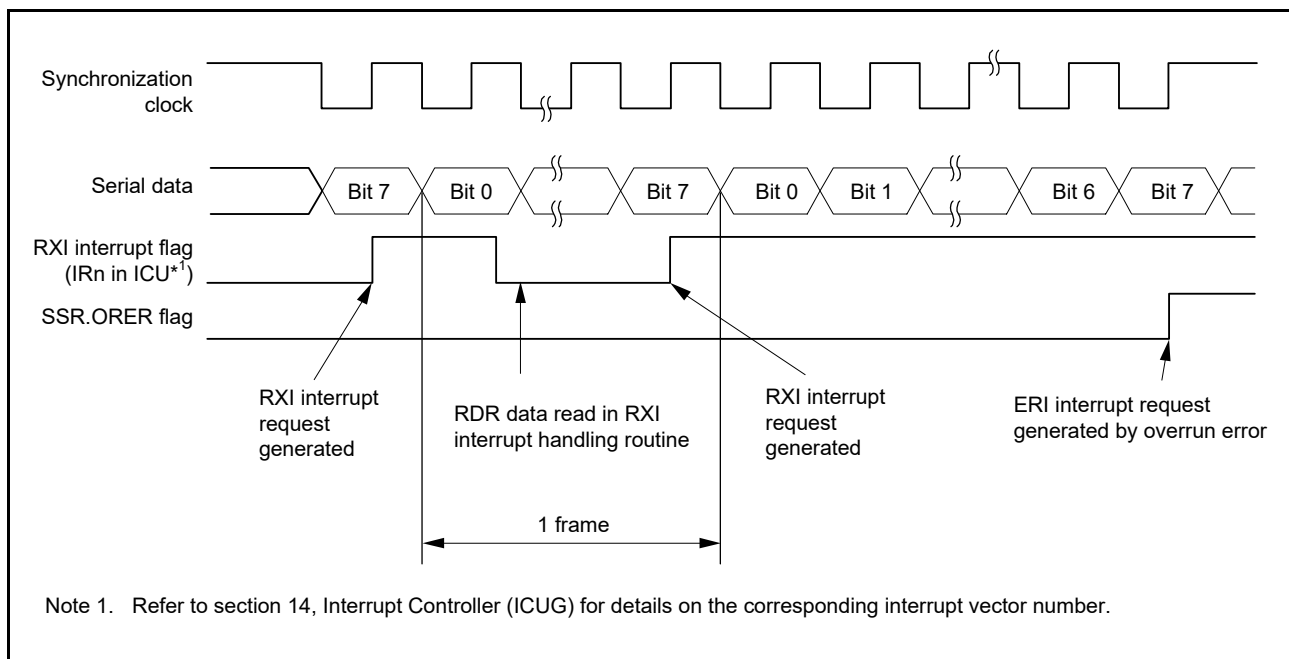 Synchronization
clock
Serial data
Bit 7
Bit 0
Bit 7
Bit 0
Bit 1
Bit 6
Bit 7
RXI interrupt flag
(IRn in ICU*1)
SSR.ORER flag
RXI interrupt
request
generated
RDR data read in RXI
interrupt handling routine
RXI interrupt
request
generated
ERI interrupt request
generated by overrun error
1 frame
Note 1. Refer to section 14, Interrupt Controller (ICUG) for details on the corresponding interrupt vector number.